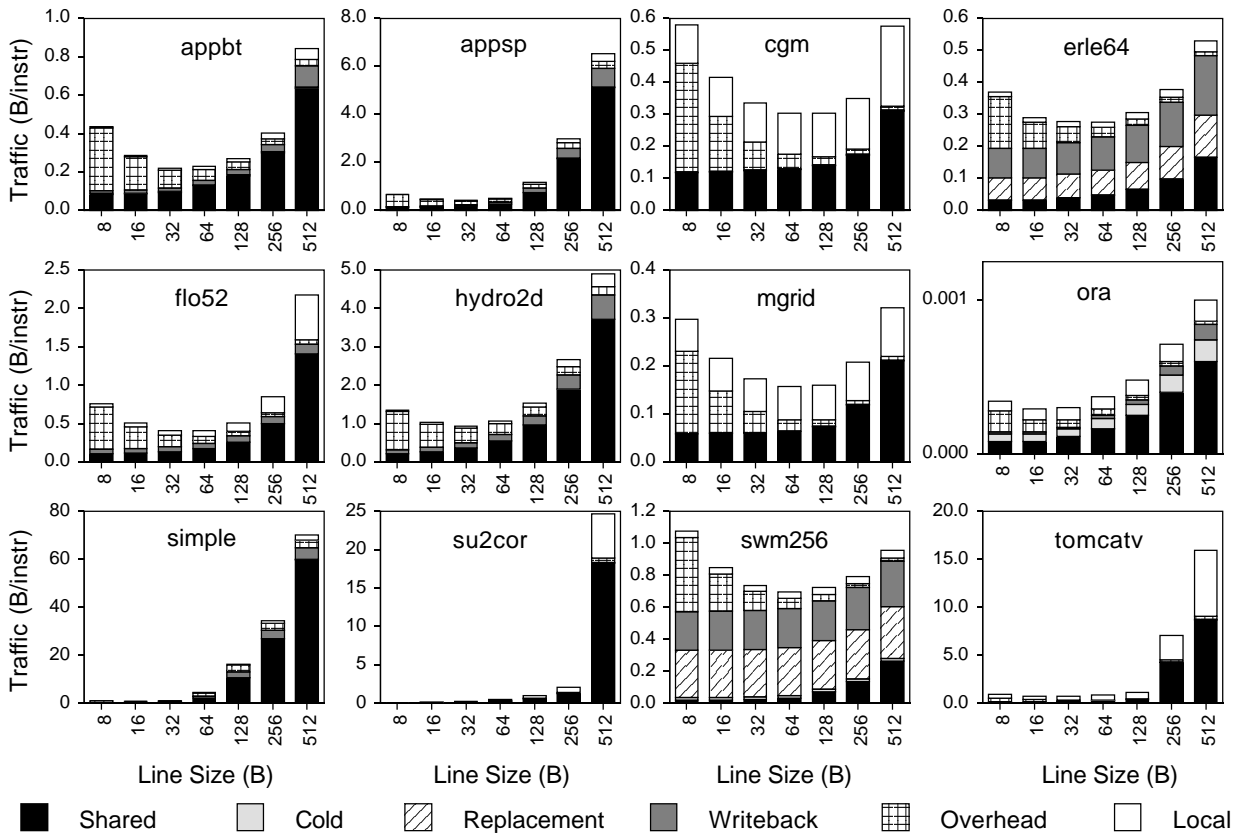 appbt appsp cgm erle64
Traffic (B/instr)
1.0 0.8 0.6 0.4 0.2 0.0
8.0 6.0 4.0 2.0 0.0
0.6 0.5 0.4 0.3 0.2 0.1 0.0
0.6 0.5 0.4 0.3 0.2 0.1 0.0
8 16 32 64 128 256 512
8 16 32 64 128 256 512
8 16 32 64 128 256 512
8 16 32 64 128 256 512
flo52 hydro2d mgrid ora
Traffic (B/instr)
2.5 2.0 1.5 1.0 0.5 0.0
5.0 4.0 3.0 2.0 1.0 0.0
0.4 0.3 0.2 0.1 0.0
0.001 0.000
8 16 32 64 128 256 512
8 16 32 64 128 256 512
8 16 32 64 128 256 512
8 16 32 64 128 256 512
simple su2cor swm256 tomcatv
Traffic (B/instr)
80 60 40 20 0
25 20 15 10 5 0
1.2 1.0 0.8 0.6 0.4 0.2 0.0
20.0 15.0 10.0 5.0 0.0
8 16 32 64 128 256 512
8 16 32 64 128 256 512
8 16 32 64 128 256 512
8 16 32 64 128 256 512
Line Size (B) Line Size (B) Line Size (B) Line Size (B)
Shared Cold Replacement Writeback Overhead Local